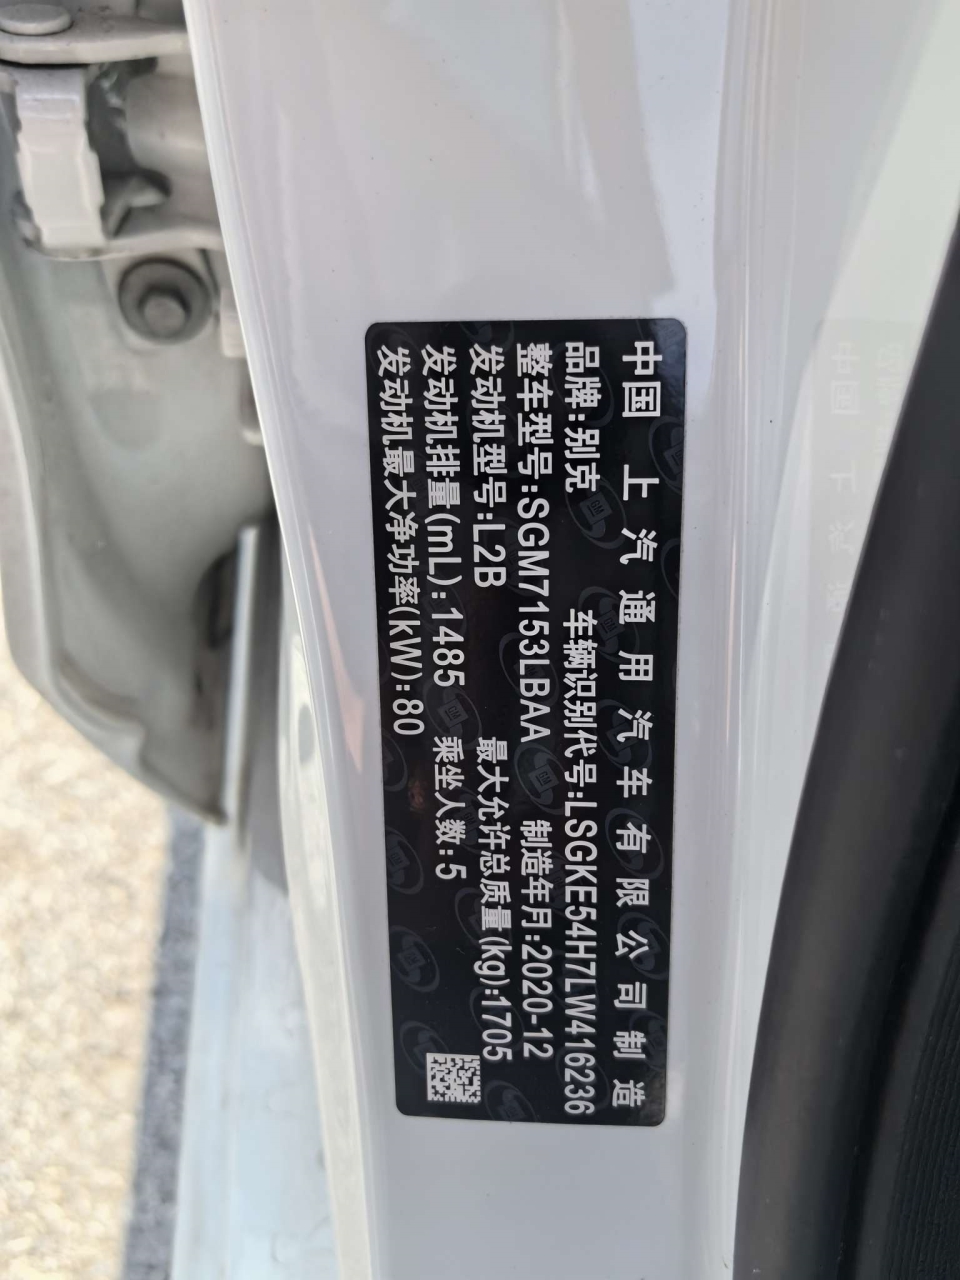 中国 上汽通用汽车有限公司制造
品牌:别克 车辆识别代号:LSGKE54H7LW416236
整车型号:SGM7153LBAA 制造年月:2020-12
发动机型号:L2B 最大允许总质量(kg):1705
发动机排量(mL):1485 乘坐人数:5
发动机最大净功率(kW):80